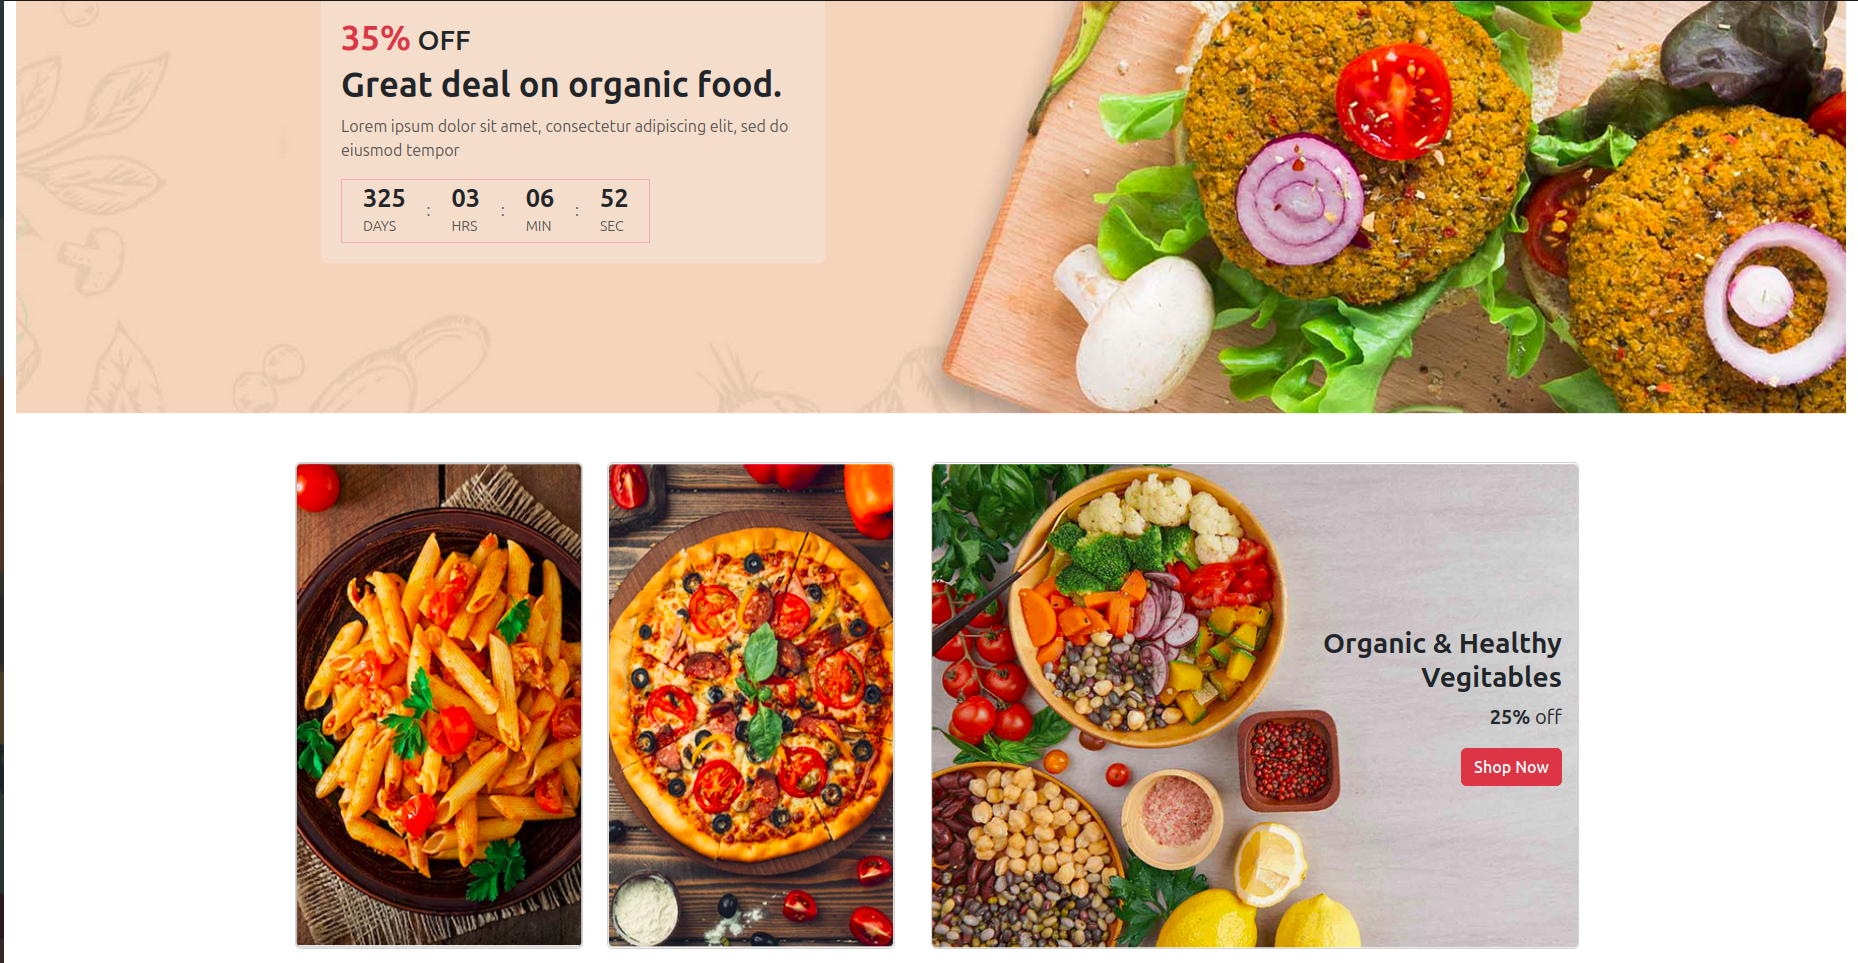 35% OFF
Great deal on organic food.
Lorem ipsum dolor sit amet, consectetur adipiscing elit, sed do
eiusmod tempor
325 : 03 : 06 : 52
DAYS HRS MIN SEC
Organic & Healthy
Vegitables
25% off
Shop Now